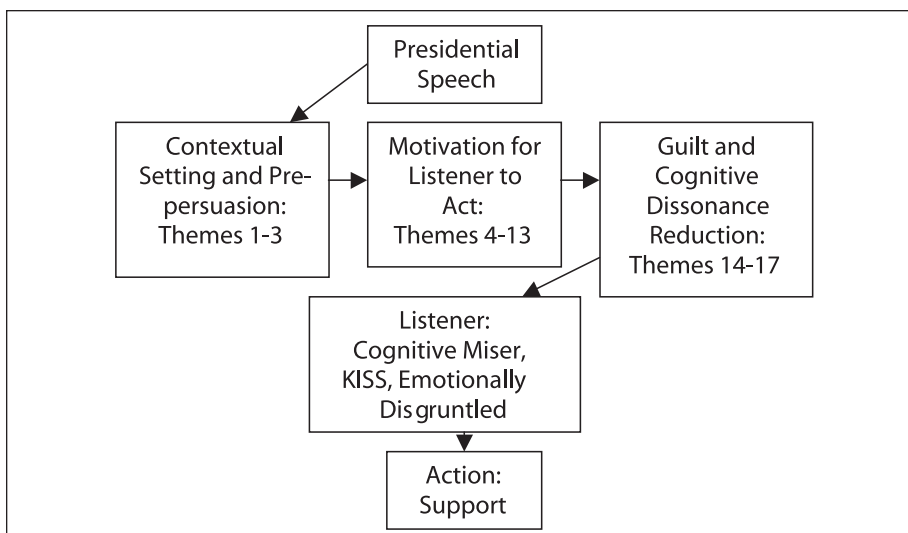 Presidential
Speech
Contextual
Setting and Pre-
persuasion:
Themes 1-3
Motivation for
Listener to
Act:
Themes 4-13
Guilt and
Cognitive
Dissonance
Reduction:
Themes 14-17
Listener:
Cognitive Miser,
KISS, Emotionally
Disgruntled
Action:
Support